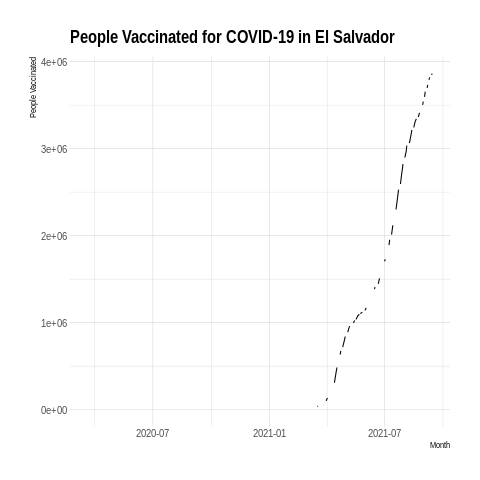 People Vaccinated for COVID-19 in El Salvador
People Vaccinated
4e+06
3e+06
2e+06
1e+06
0e+00
2020-07
2021-01
2021-07
Month